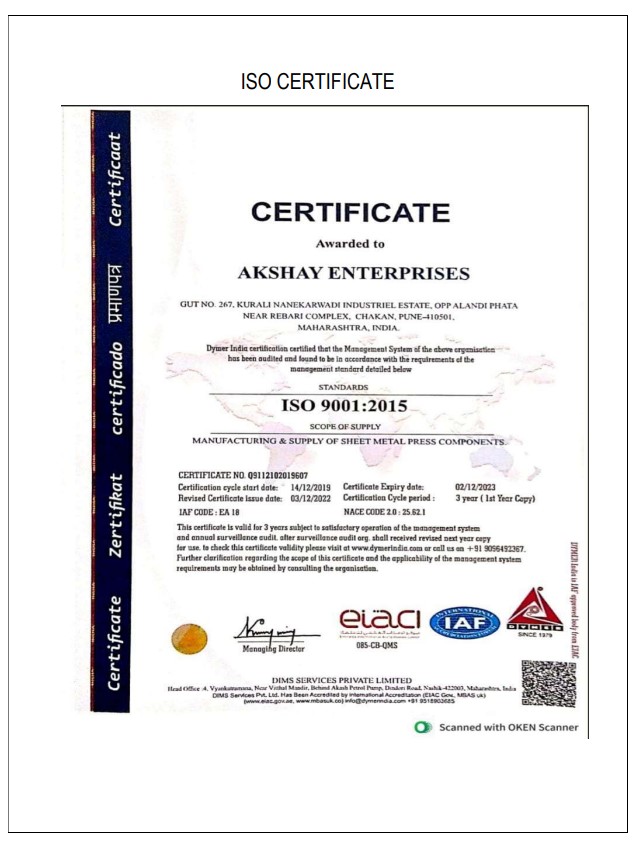 ISO CERTIFICATE
Certificate Zertifikat certificado प्रमाणपत्र Certificaat
CERTIFICATE
Awarded to
AKSHAY ENTERPRISES
GUT NO. 267, KURALI NANEKARWADI INDUSTRIEL ESTATE, OPP ALANDI PHATA
NEAR REBARI COMPLEX, CHAKAN, PUNE-410501,
MAHARASHTRA, INDIA.
Dymer India certification certified that the Management System of the above organisation
has been audited and found to be in accordance with the requirements of the
management standard detailed below
STANDARDS
ISO 9001:2015
SCOPE OF SUPPLY
MANUFACTURING & SUPPLY OF SHEET METAL PRESS COMPONENTS
CERTIFICATE NO. Q9112102019607
Certification cycle start date: 14/12/2019 Certificate Expiry date: 02/12/2023
Revised Certificate issue date: 03/12/2022 Certification Cycle period : 3 year ( 1st Year Copy)
IAF CODE : EA 18 NACE CODE 2.0 : 25.62.1
This certificate is valid for 3 years subject to satisfactory operation of the management system
and annual surveillance audit, after surveillance audit org. shall received revised next year copy
for use, to check this certificate validity please visit at www.dymerindia.com or call us on +91 9096492367.
Further clarification regarding the scope of this certificate and the applicability of the management system
requirements may be obtained by consulting the organisation.
Managing Director
eiaci
085-CB-QMS
INTERNATIONAL
IAF
SINCE 1979
DYMER India is IAF approved body from EIAC
DIMS SERVICES PRIVATE LIMITED
Head Office :4, Vyankatramana, Near Vitthal Mandir, Behind Akash Petrol Pump, Dindori Road, Nashik-422003, Maharashtra, India
DIMS Services Pvt. Ltd. Has Been Accredited by International Accreditation (EIAC Gov., MBAS uk)
(www.eiac.gov.ae, www.mbasuk.co) info@dymerindia.com +91 9518903685
Scanned with OKEN Scanner